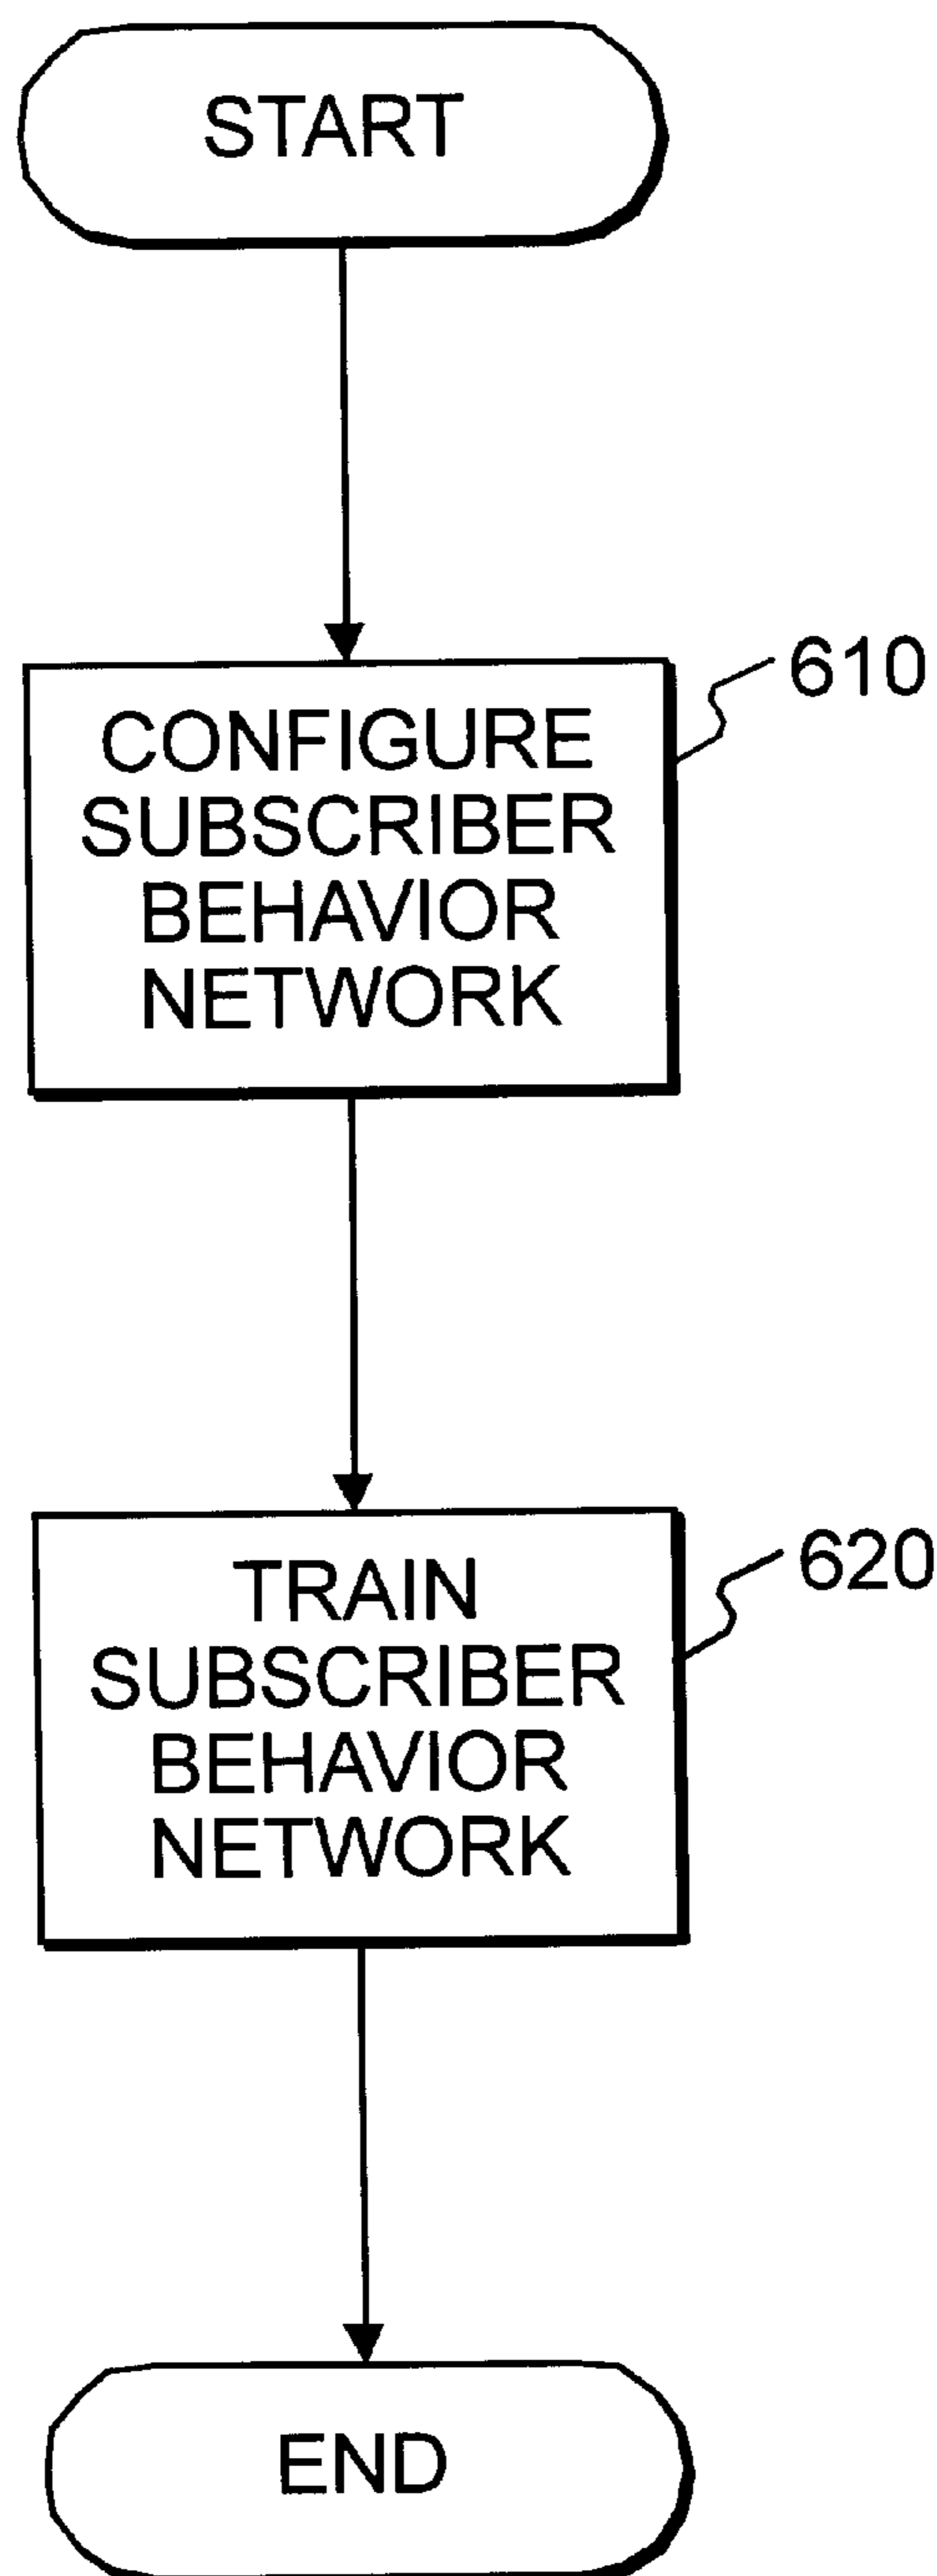 START
610
CONFIGURE
SUBSCRIBER
BEHAVIOR
NETWORK
620
TRAIN
SUBSCRIBER
BEHAVIOR
NETWORK
END